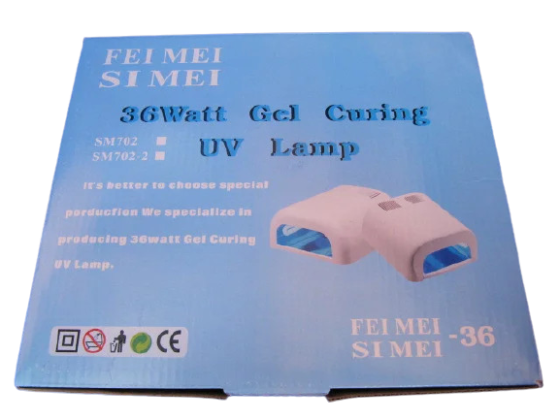 FEI MEI
SI MEI
36Watt Gel Curing
UV Lamp
SM702
SM702-2
It's better to choose special
porducfion We specialize in
producing 36watt Gel Curing
UV Lamp.
FEI MEI
SI MEI -36
CE